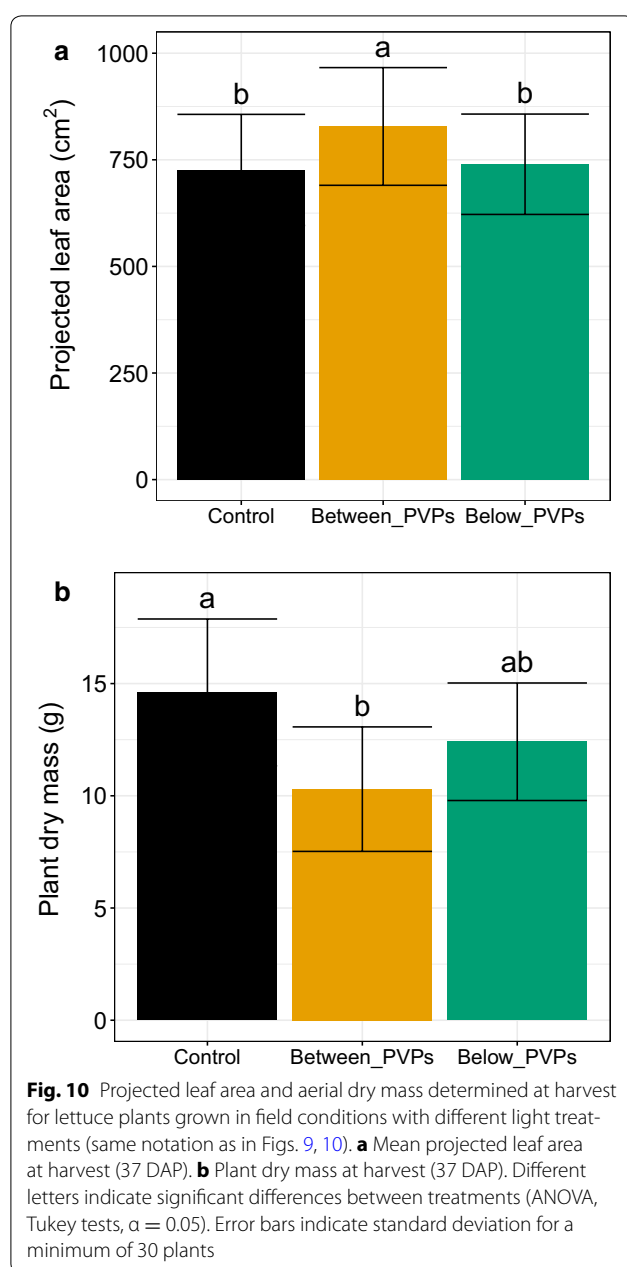 a
1000
a
b
b
750
500
250
0
Projected leaf area (cm²)
Control Between_PVPs Below_PVPs
b
a
ab
b
15
10
5
0
Plant dry mass (g)
Control Between_PVPs Below_PVPs
Fig. 10 Projected leaf area and aerial dry mass determined at harvest
for lettuce plants grown in field conditions with different light treat-
ments (same notation as in Figs. 9, 10). a Mean projected leaf area
at harvest (37 DAP). b Plant dry mass at harvest (37 DAP). Different
letters indicate significant differences between treatments (ANOVA,
Tukey tests, α = 0.05). Error bars indicate standard deviation for a
minimum of 30 plants